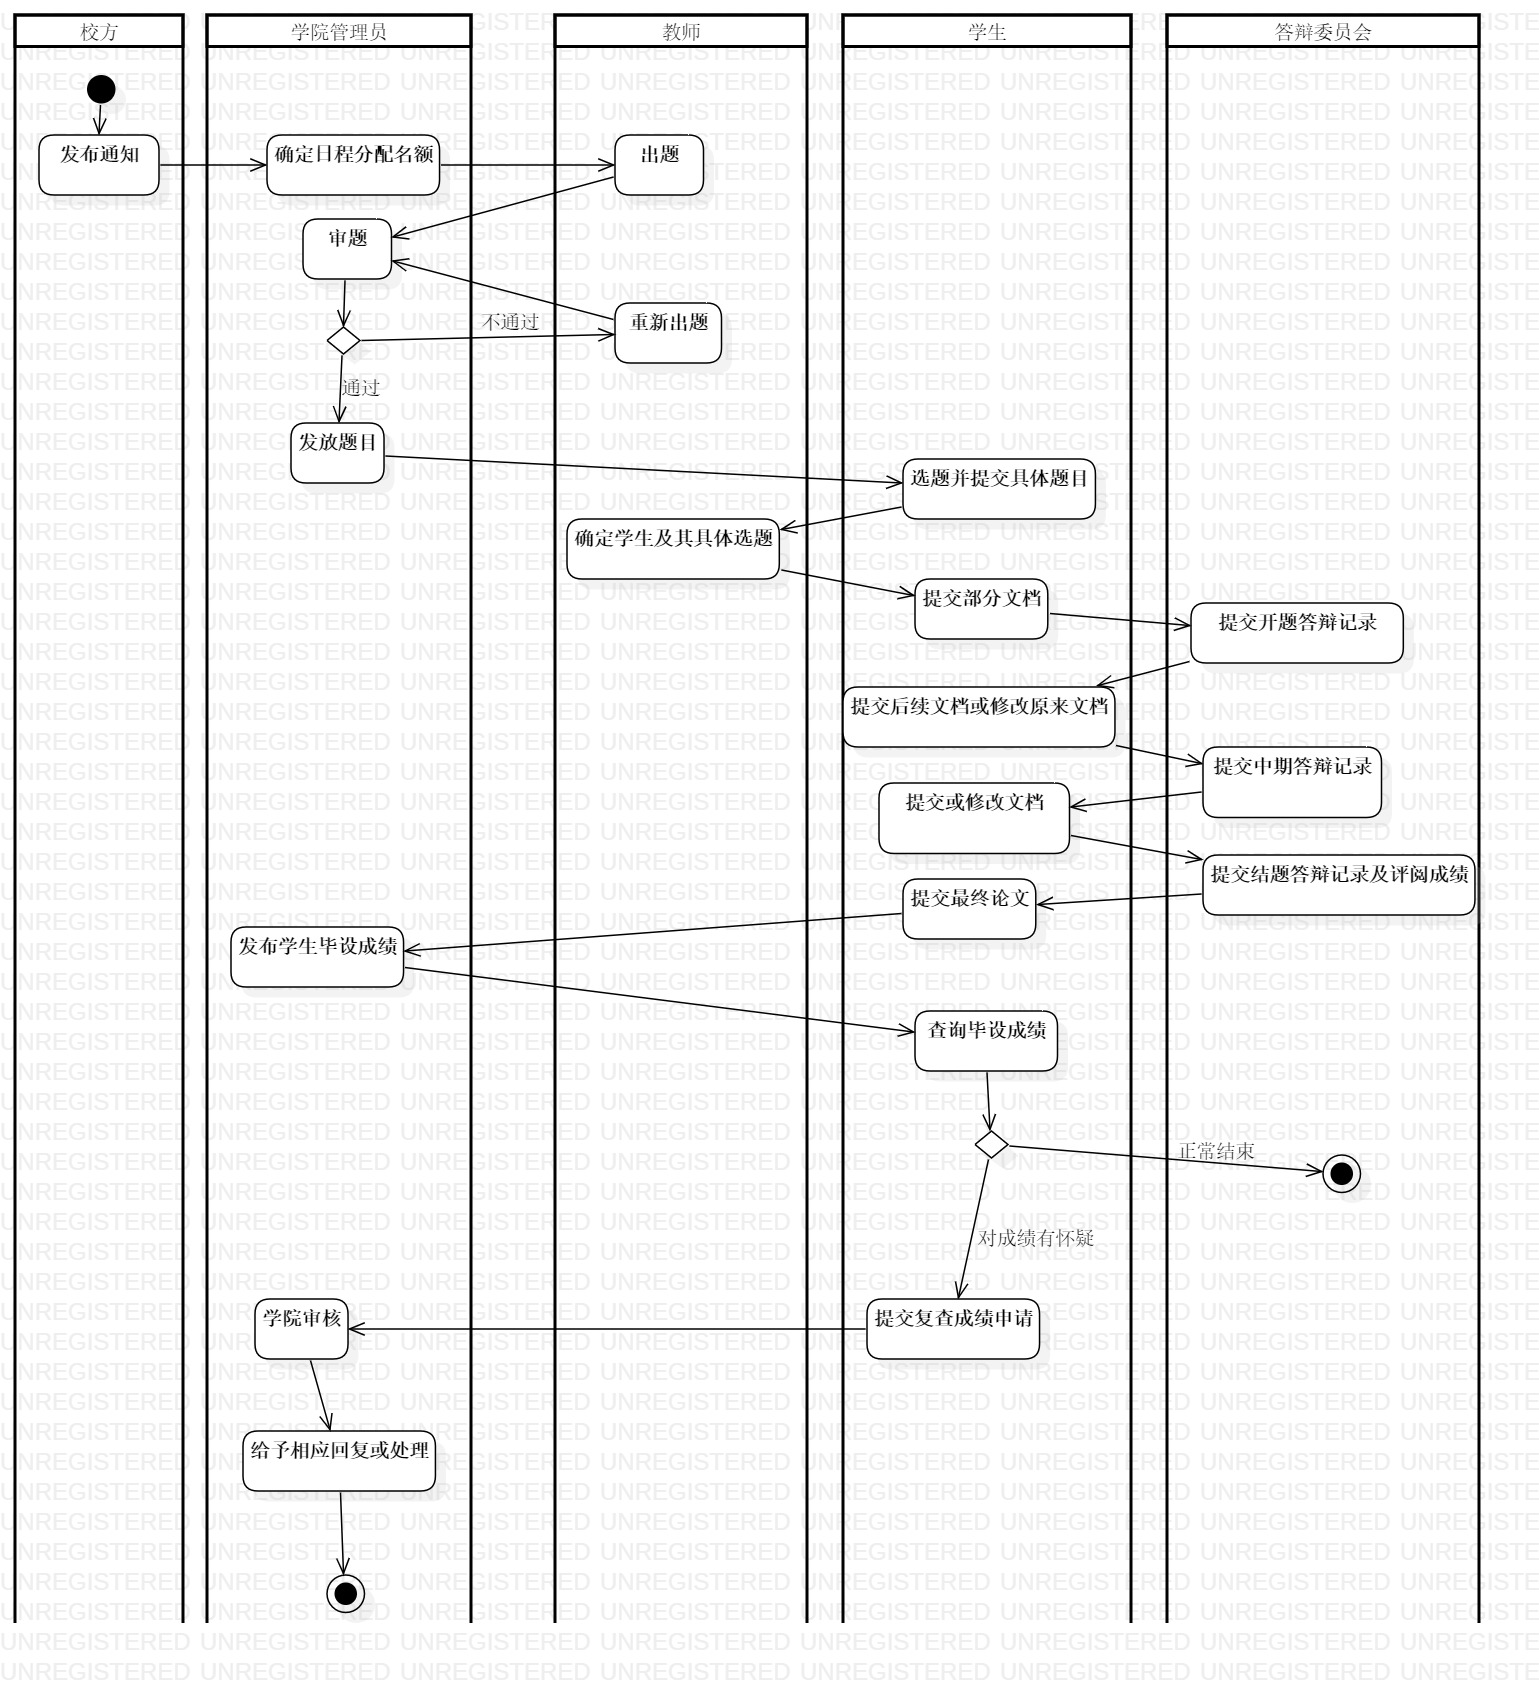 校方
学院管理员
教师
学生
答辩委员会
发布通知
确定日程分配名额
出题
审题
重新出题
不通过
通过
发放题目
选题并提交具体题目
确定学生及其具体选题
提交部分文档
提交开题答辩记录
提交后续文档或修改原来文档
提交中期答辩记录
提交或修改文档
提交结题答辩记录及评阅成绩
提交最终论文
发布学生毕设成绩
查询毕设成绩
正常结束
对成绩有怀疑
学院审核
提交复查成绩申请
给予相应回复或处理
UNREGISTERED